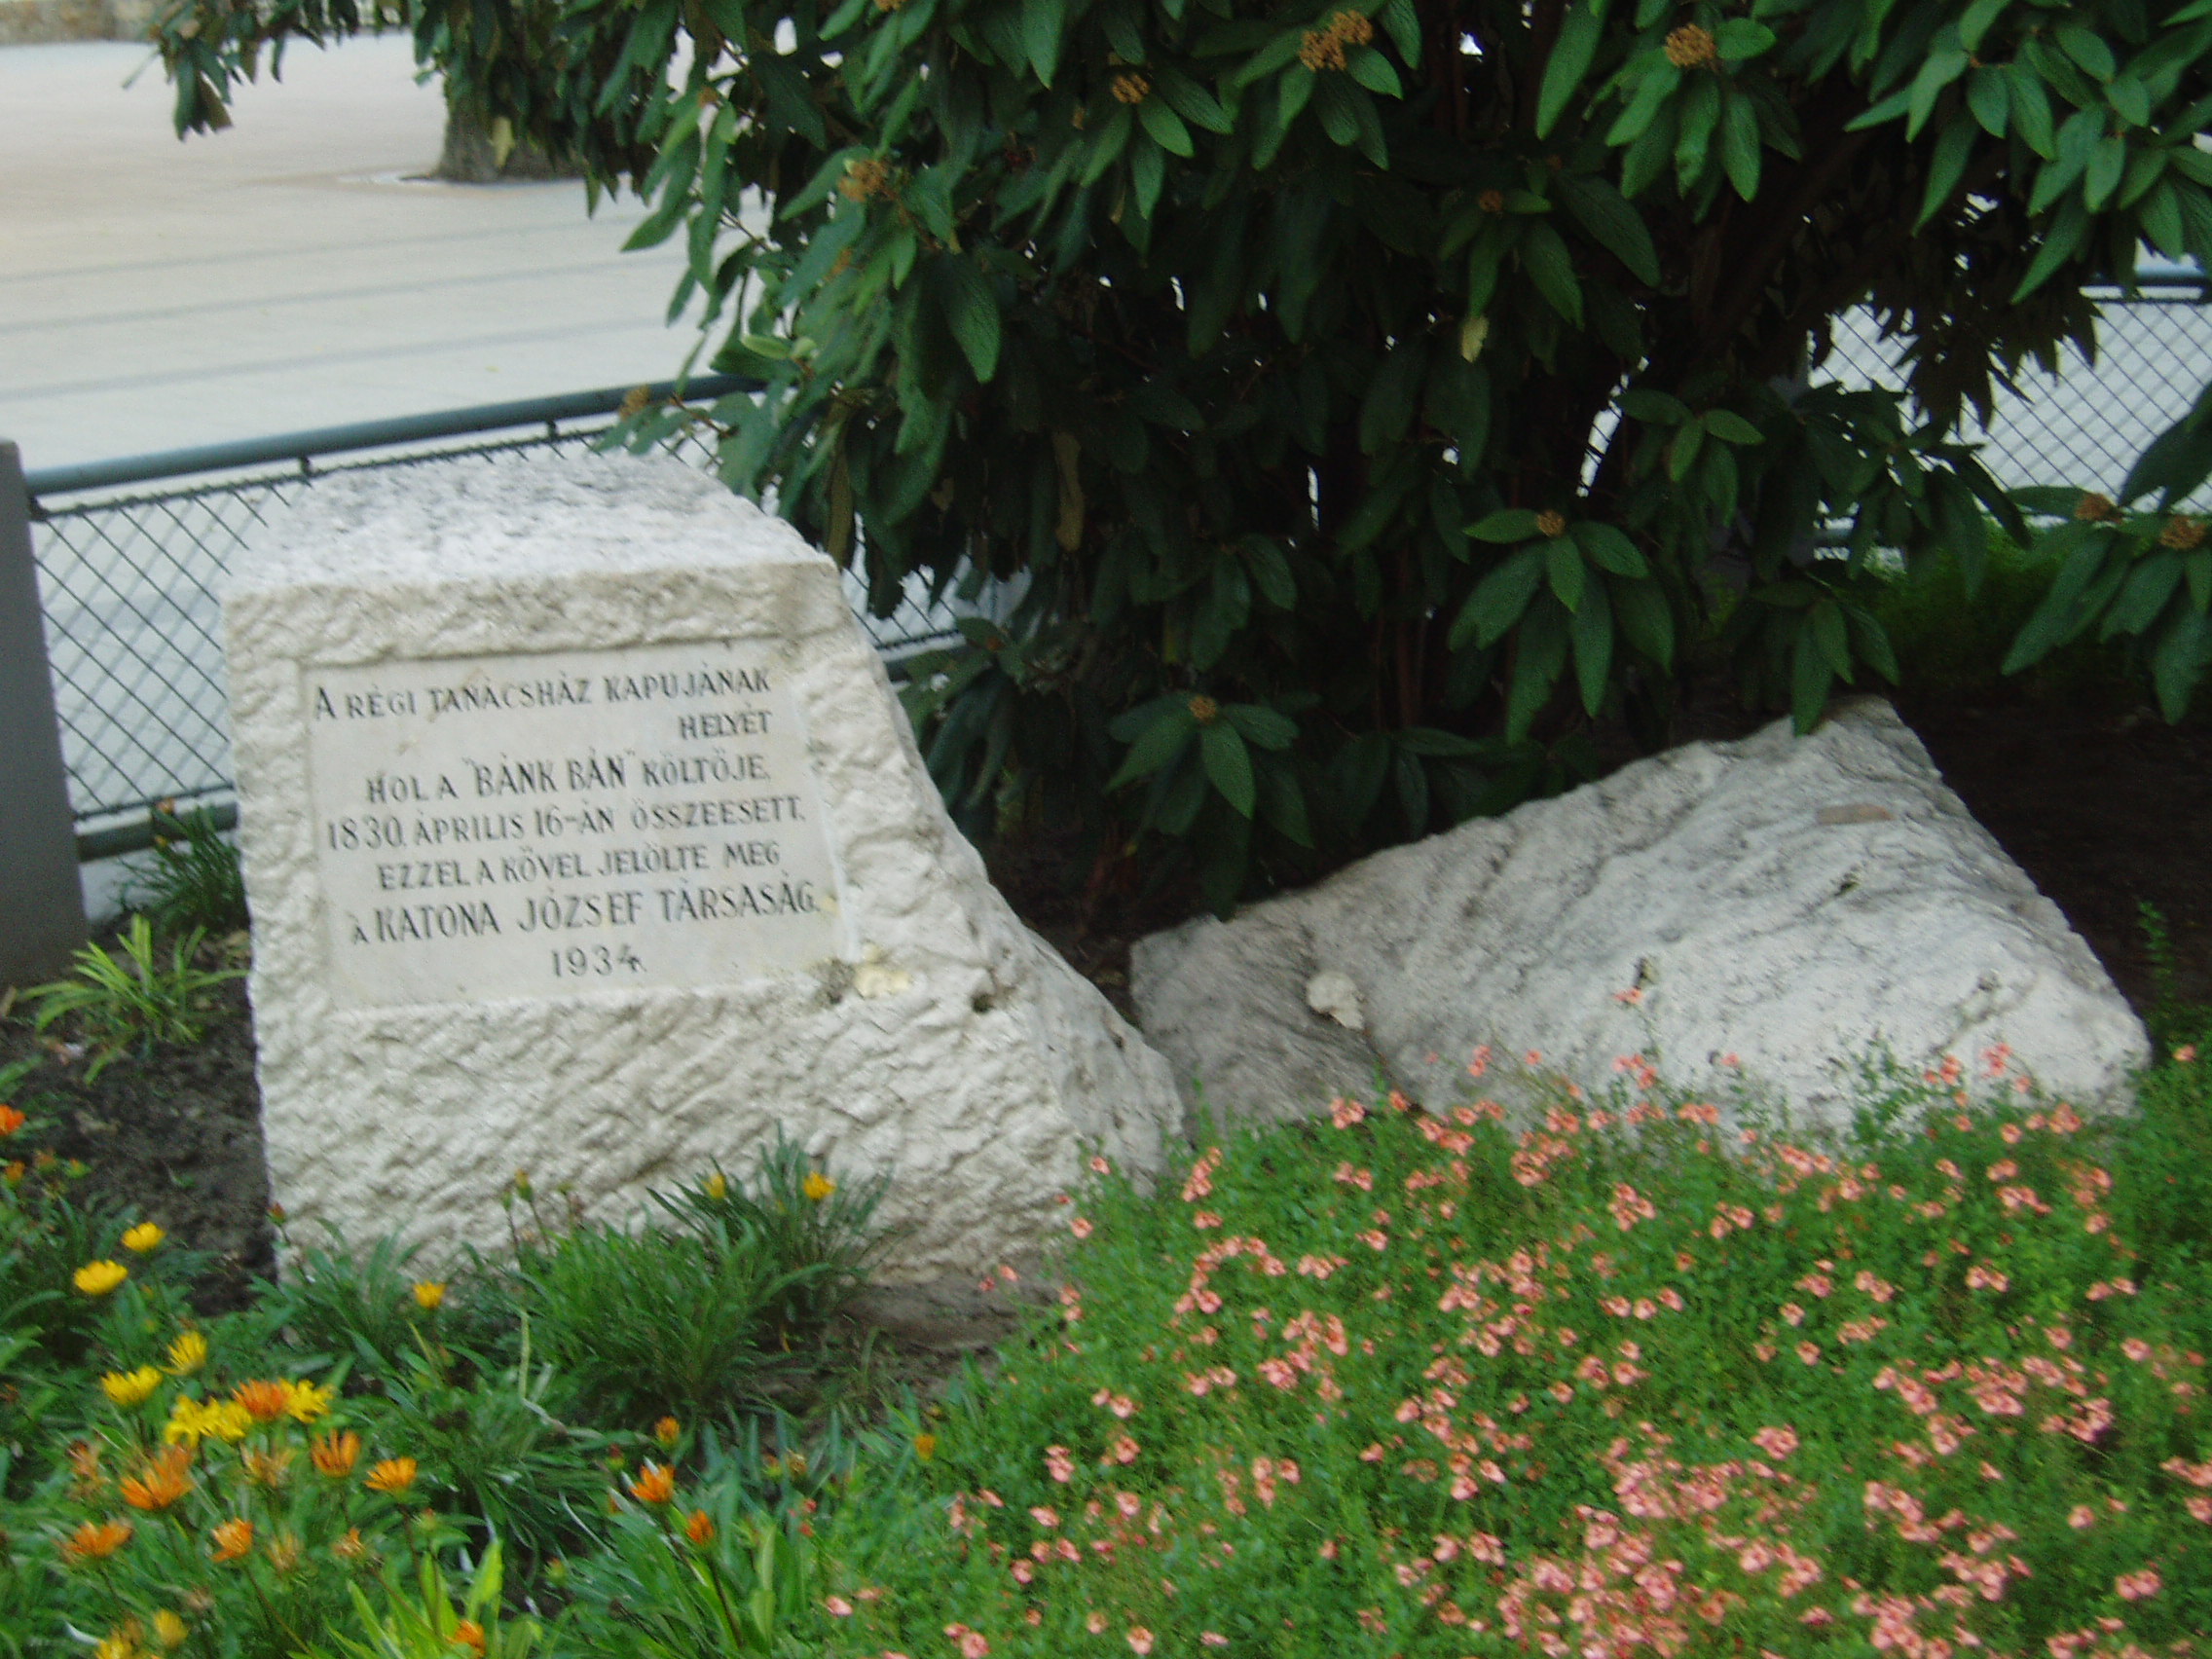 A RÉGI TANÁCSHÁZ KAPUJÁNAK
HELYÉT
HOL A "BÁNK BÁN" KÖLTŐJE,
1830. ÁPRILIS 16-ÁN ÖSSZEESETT.
EZZEL A KŐVEL JELÖLTE MEG
A KATONA JÓZSEF TÁRSASÁG.
1934.